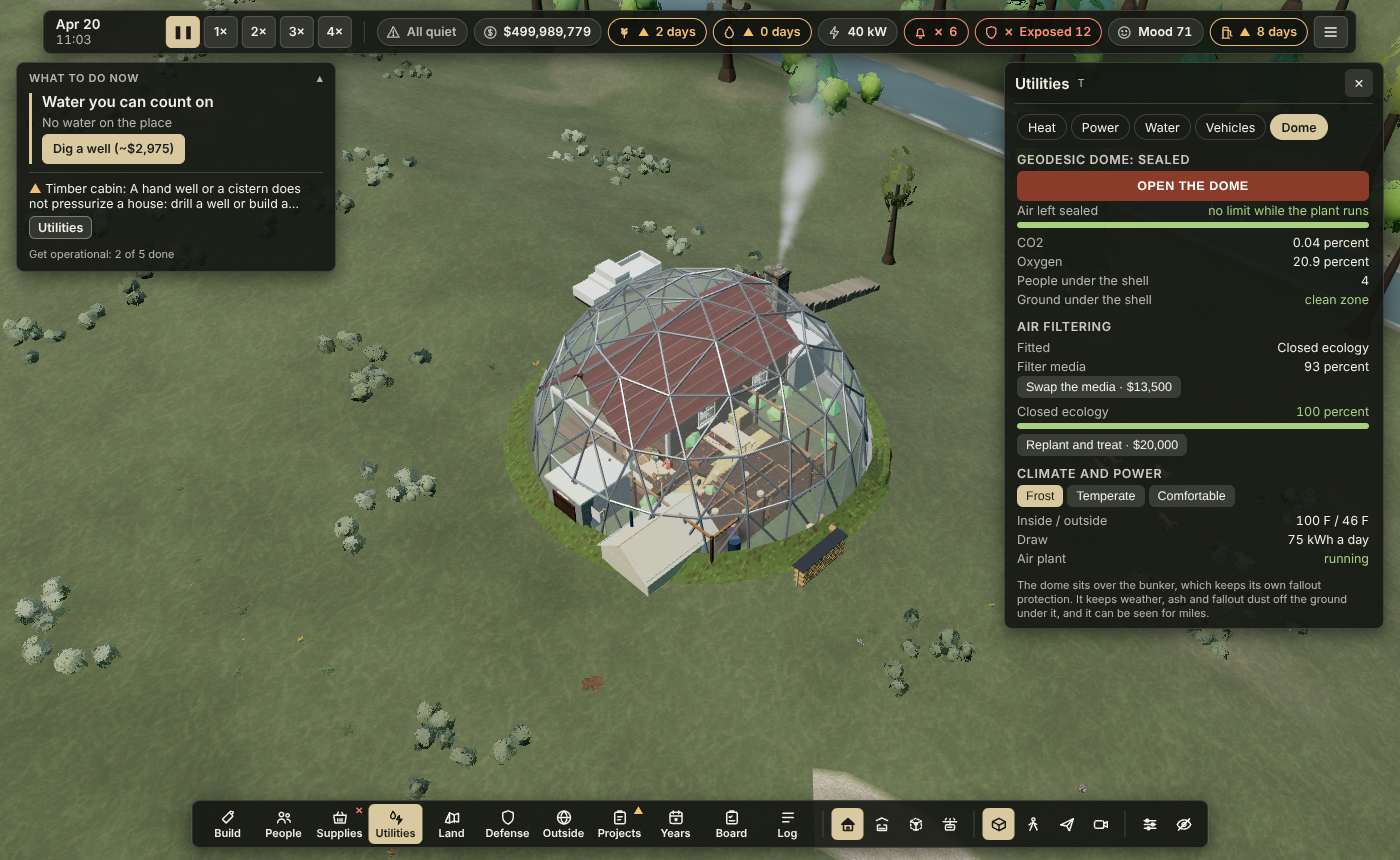 Apr 20
11:03
1×
2×
3×
4×
All quiet
$499,989,779
2 days
0 days
40 kW
× 6
× Exposed 12
Mood 71
8 days
WHAT TO DO NOW
Water you can count on
No water on the place
Dig a well (~$2,975)
Timber cabin: A hand well or a cistern does
not pressurize a house: drill a well or build a...
Utilities
Get operational: 2 of 5 done
Utilities T
Heat
Power
Water
Vehicles
Dome
GEODESIC DOME: SEALED
OPEN THE DOME
Air left sealed no limit while the plant runs
CO2 0.04 percent
Oxygen 20.9 percent
People under the shell 4
Ground under the shell clean zone
AIR FILTERING
Fitted Closed ecology
Filter media 93 percent
Swap the media · $13,500
Closed ecology 100 percent
Replant and treat · $20,000
CLIMATE AND POWER
Frost
Temperate
Comfortable
Inside / outside 100 F / 46 F
Draw 75 kWh a day
Air plant running
The dome sits over the bunker, which keeps its own fallout
protection. It keeps weather, ash and fallout dust off the ground
under it, and it can be seen for miles.
Build
People
Supplies
Utilities
Land
Defense
Outside
Projects
Years
Board
Log